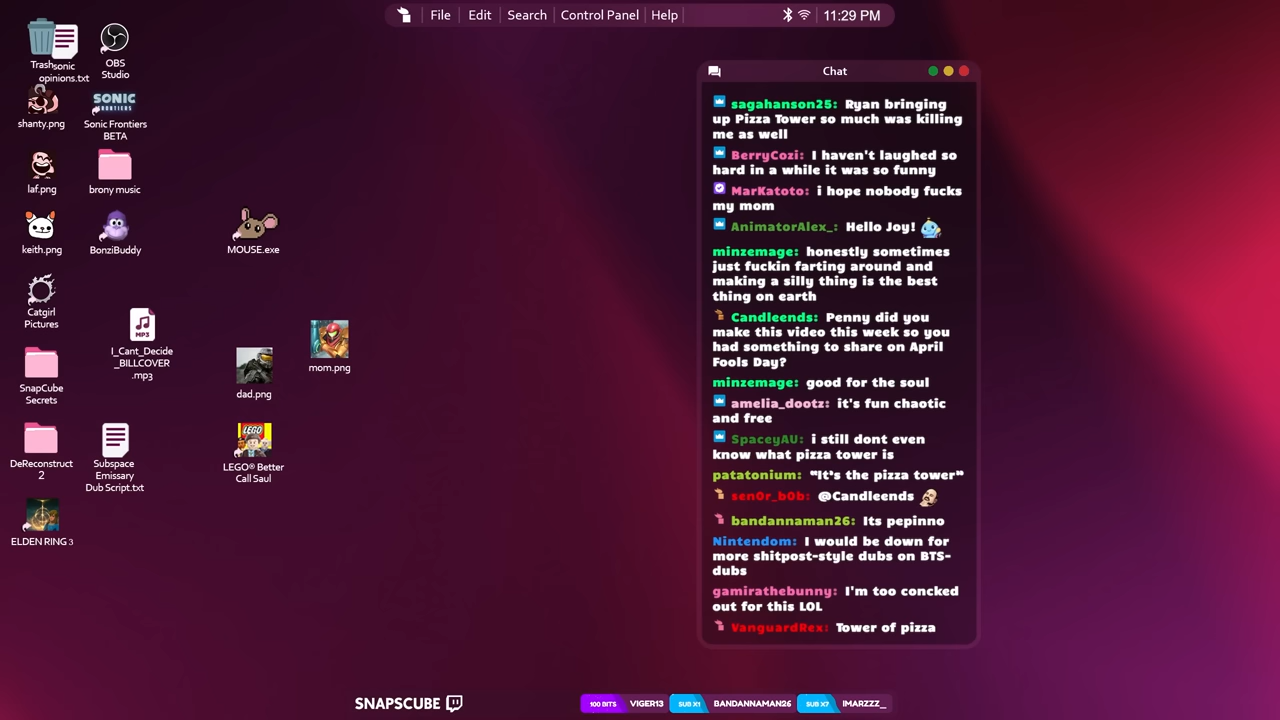 File Edit Search Control Panel Help 11:29 PM
Trash
sonic opinions.txt
OBS Studio
shanty.png
SONIC FRONTIERS
Sonic Frontiers BETA
laf.png
brony music
keith.png
BonziBuddy
MOUSE.exe
Catgirl Pictures
MP3
I_Cant_Decide
_BILLCOVER
.mp3
mom.png
SnapCube Secrets
dad.png
DeReconstruct 2
Subspace Emissary Dub Script.txt
LEGO
LEGO® Better Call Saul
ELDEN RING 3
Chat
sagahanson25: Ryan bringing
up Pizza Tower so much was killing
me as well
BerryCozi: I haven't laughed so
hard in a while it was so funny
MarKatoto: i hope nobody fucks
my mom
AnimatorAlex_: Hello Joy!
minzemage: honestly sometimes
just fuckin farting around and
making a silly thing is the best
thing on earth
Candleends: Penny did you
make this video this week so you
had something to share on April
Fools Day?
minzemage: good for the soul
amelia_dootz: it's fun chaotic
and free
SpaceyAU: i still dont even
know what pizza tower is
patatonium: "It's the pizza tower"
sen0r_b0b: @Candleends
bandannaman26: Its pepinno
Nintendom: I would be down for
more shitpost-style dubs on BTS-
dubs
gamirathebunny: I'm too concked
out for this LOL
VanguardRex: Tower of pizza
SNAPSCUBE
100 BITS VIGER13 SUB X1 BANDANNAMAN26 SUB X7 IMARZZZ_